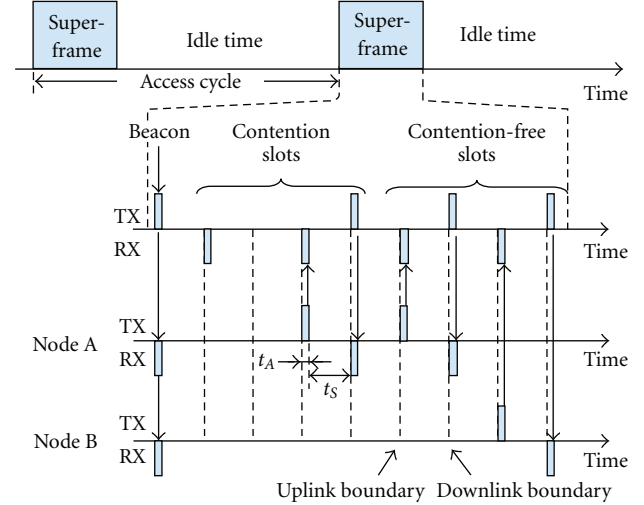 Super-
frame
Idle time
Super-
frame
Idle time
Access cycle
Time
Beacon
Contention
slots
Contention-free
slots
TX
RX
Time
TX
Node A
RX
Time
t_A
t_S
TX
Node B
RX
Time
Uplink boundary
Downlink boundary